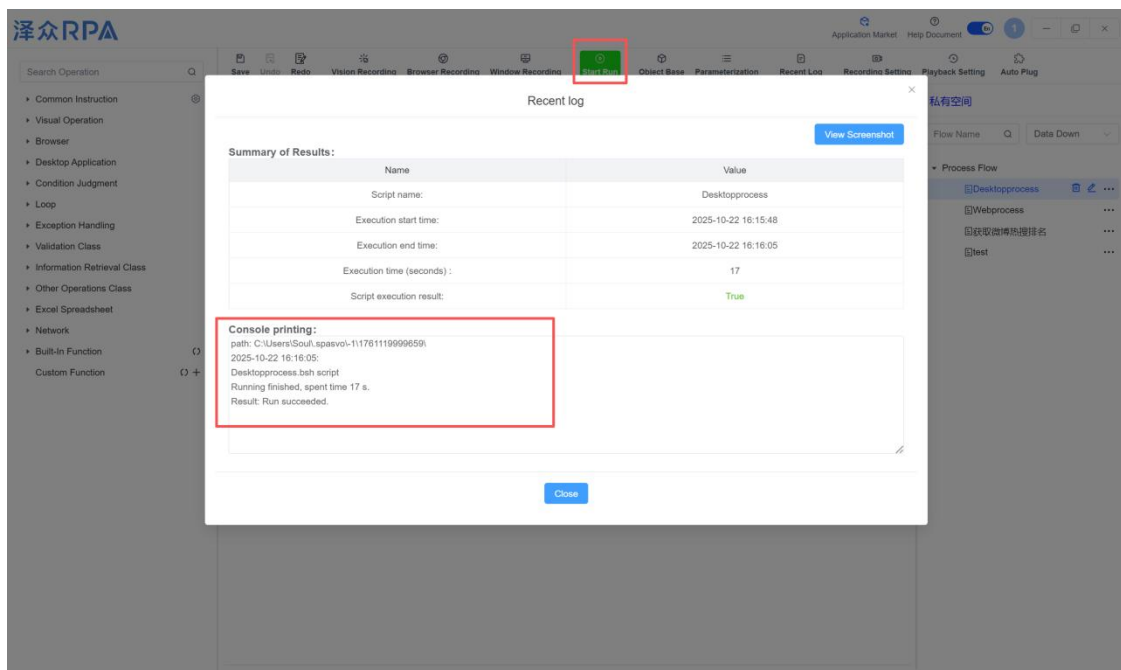 泽众RPA
Application Market Help Document En 1
Search Operation
Save Undo Redo Vision Recording Browser Recording Window Recording Start Run Object Base Parameterization Recent Log Recording Setting Playback Setting Auto Plug
Common Instruction
Visual Operation
Browser
Desktop Application
Condition Judgment
Loop
Exception Handling
Validation Class
Information Retrieval Class
Other Operations Class
Excel Spreadsheet
Network
Built-In Function
Custom Function
Recent log
View Screenshot
Summary of Results:
Name Value
Script name: Desktopprocess
Execution start time: 2025-10-22 16:15:48
Execution end time: 2025-10-22 16:16:05
Execution time (seconds) : 17
Script execution result: True
Console printing:
path: C:\Users\Soul\.spasvo\-1\1761119999659\
2025-10-22 16:16:05:
Desktopprocess.bsh script
Running finished, spent time 17 s.
Result: Run succeeded.
Close
私有空间
Flow Name Date Down
Process Flow
Desktopprocess
Webprocess
获取微博热搜排名
test